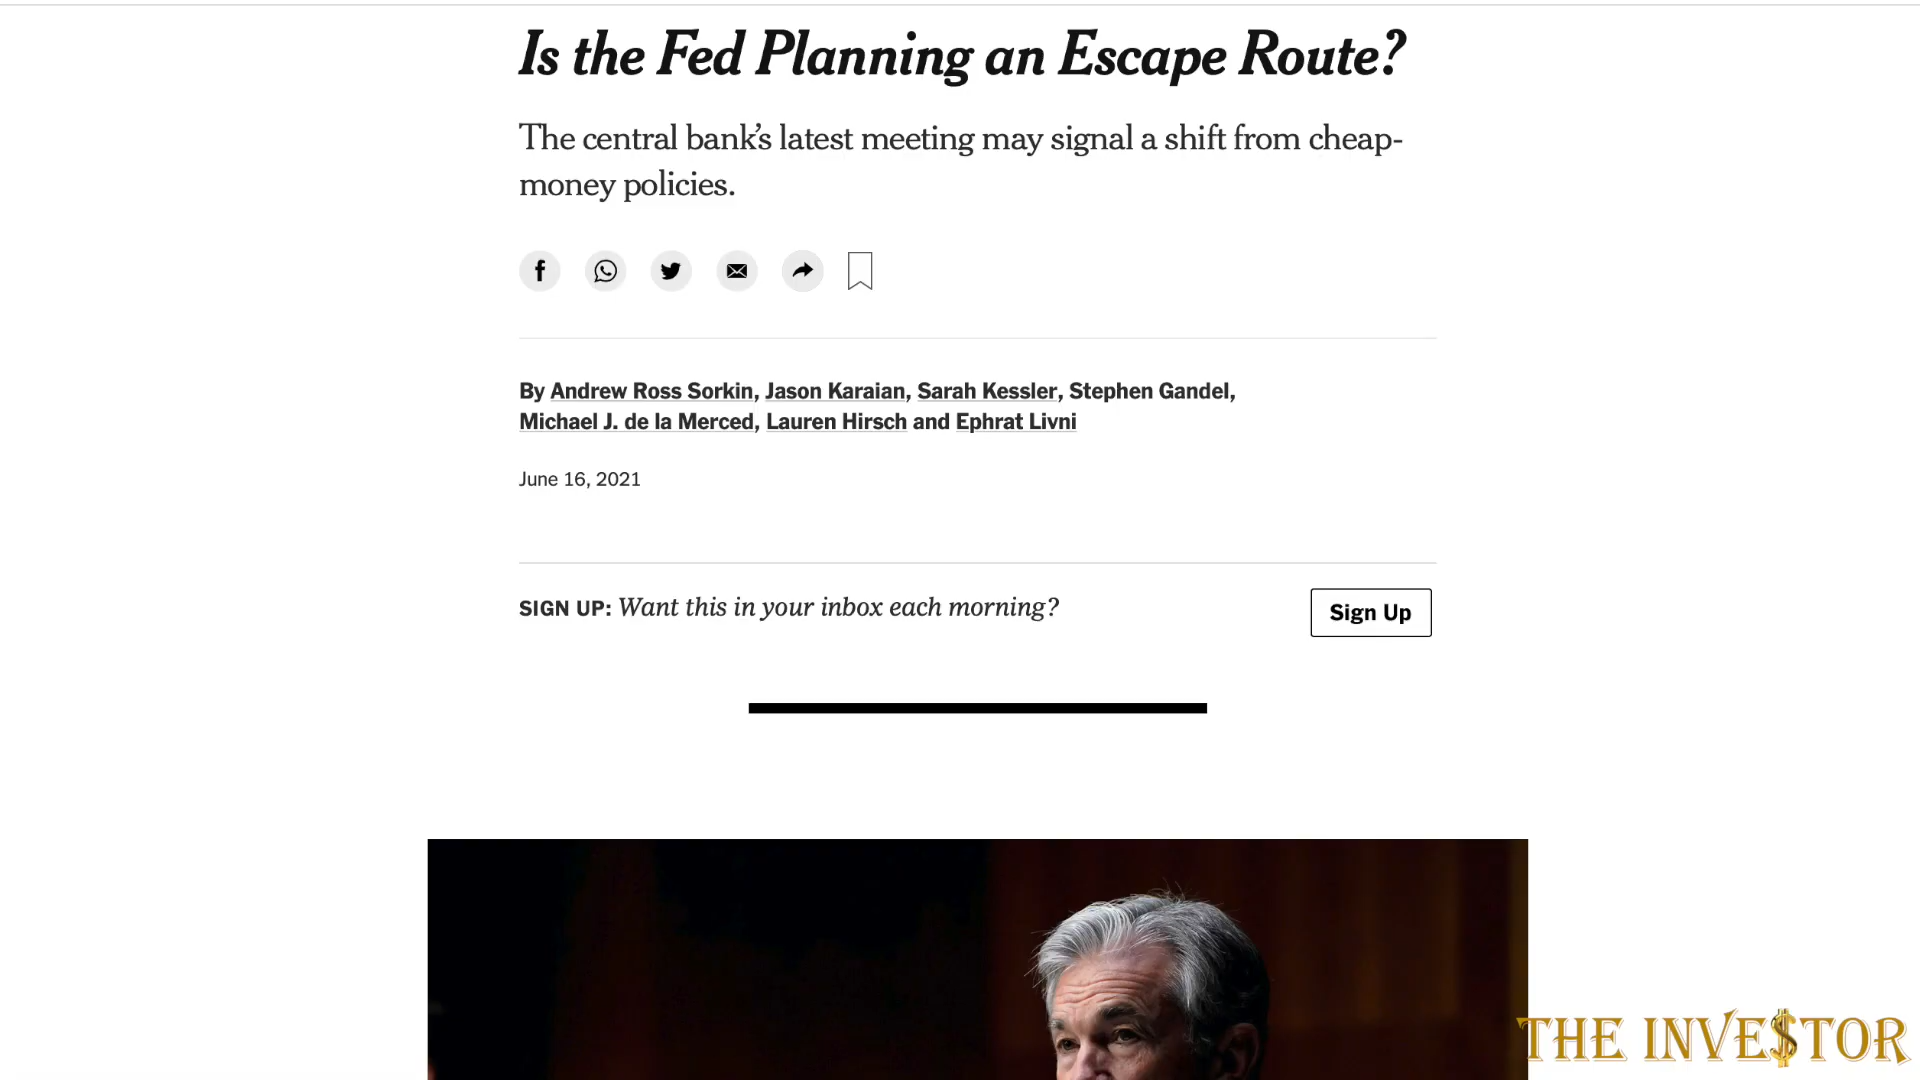 Is the Fed Planning an Escape Route?
The central bank’s latest meeting may signal a shift from cheap-
money policies.
By Andrew Ross Sorkin, Jason Karaian, Sarah Kessler, Stephen Gandel,
Michael J. de la Merced, Lauren Hirsch and Ephrat Livni
June 16, 2021
SIGN UP: Want this in your inbox each morning?
Sign Up
THE INVE$TOR